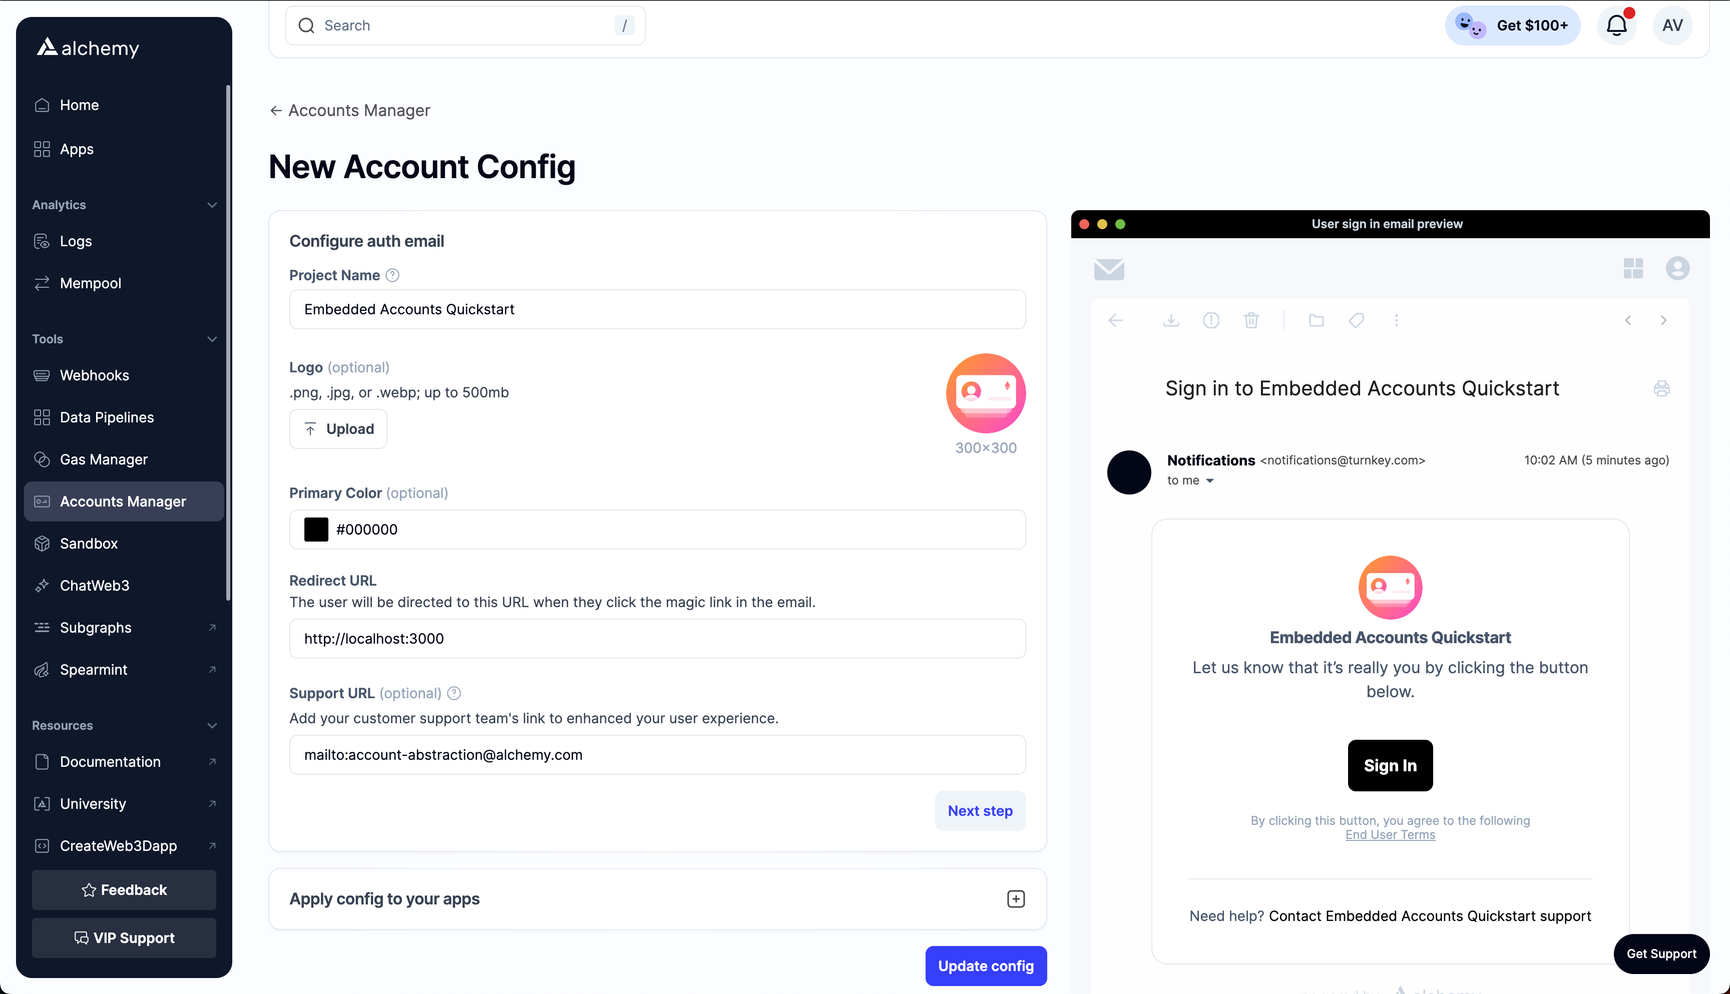 alchemy
Home
Apps
Analytics
Logs
Mempool
Tools
Webhooks
Data Pipelines
Gas Manager
Accounts Manager
Sandbox
ChatWeb3
Subgraphs
Spearmint
Resources
Documentation
University
CreateWeb3Dapp
Feedback
VIP Support
Search /
Get $100+
AV
← Accounts Manager
New Account Config
Configure auth email
Project Name ?
Embedded Accounts Quickstart
Logo (optional)
.png, .jpg, or .webp; up to 500mb
Upload
300×300
Primary Color (optional)
#000000
Redirect URL
The user will be directed to this URL when they click the magic link in the email.
http://localhost:3000
Support URL (optional) ?
Add your customer support team's link to enhanced your user experience.
mailto:account-abstraction@alchemy.com
Next step
Apply config to your apps
Update config
User sign in email preview
Sign in to Embedded Accounts Quickstart
Notifications <notifications@turnkey.com>
10:02 AM (5 minutes ago)
to me
Embedded Accounts Quickstart
Let us know that it’s really you by clicking the button
below.
Sign In
By clicking this button, you agree to the following
End User Terms
Need help? Contact Embedded Accounts Quickstart support
Get Support